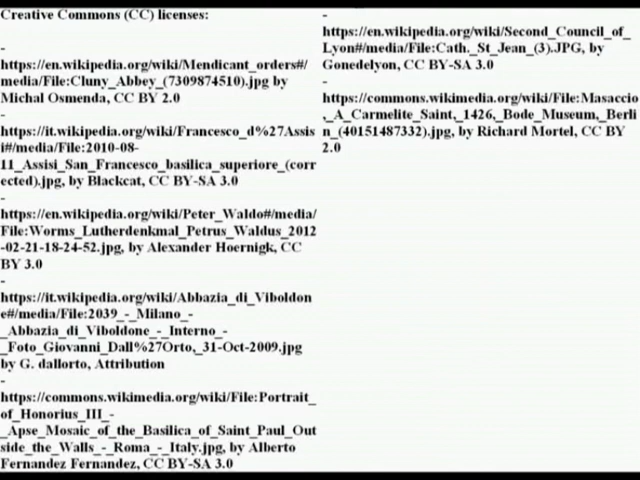 Creative Commons (CC) licenses:
-
https://en.wikipedia.org/wiki/Mendicant_orders#/
media/File:Cluny_Abbey_(7309874510).jpg by
Michal Osmenda, CC BY 2.0
-
https://it.wikipedia.org/wiki/Francesco_d%27Assis
i#/media/File:2010-08-
11_Assisi_San_Francesco_basilica_superiore_(corr
ected).jpg, by Blackcat, CC BY-SA 3.0
-
https://en.wikipedia.org/wiki/Peter_Waldo#/media/
File:Worms_Lutherdenkmal_Petrus_Waldus_2012
-02-21-18-24-52.jpg, by Alexander Hoernigk, CC
BY 3.0
-
https://it.wikipedia.org/wiki/Abbazia_di_Viboldon
e#/media/File:2039_-_Milano_-
_Abbazia_di_Viboldone_-_Interno_-
_Foto_Giovanni_Dall%27Orto,_31-Oct-2009.jpg
by G. dallorto, Attribution
-
https://commons.wikimedia.org/wiki/File:Portrait_
of_Honorius_III_-
_Apse_Mosaic_of_the_Basilica_of_Saint_Paul_Out
side_the_Walls_-_Roma_-_Italy.jpg, by Alberto
Fernandez Fernandez, CC BY-SA 3.0
-
https://en.wikipedia.org/wiki/Second_Council_of_
Lyon#/media/File:Cath._St_Jean_(3).JPG, by
Gonedelyon, CC BY-SA 3.0
-
https://commons.wikimedia.org/wiki/File:Masaccio
,_A_Carmelite_Saint,_1426,_Bode_Museum,_Berli
n_(40151487332).jpg, by Richard Mortel, CC BY
2.0